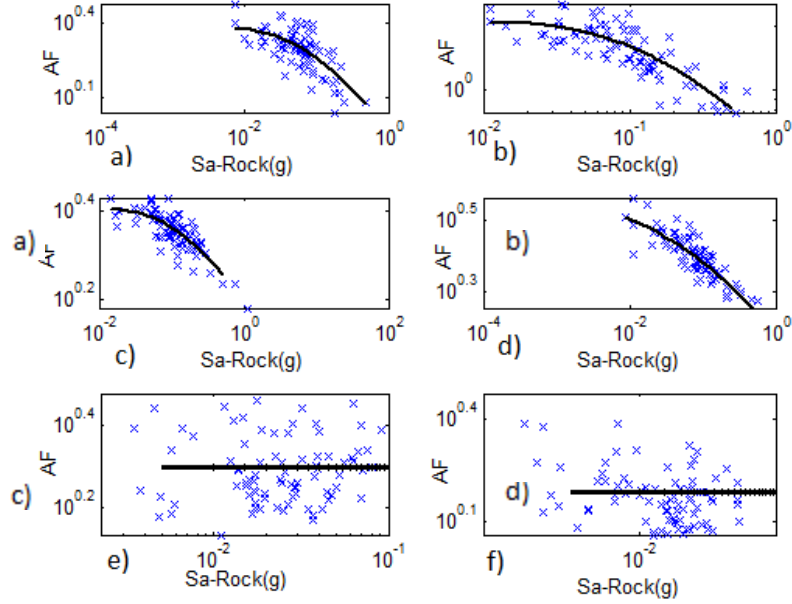 10^0.4
AF
10^0.1
10^-4 10^-2 10^0
a) Sa-Rock(g)
AF
10^0
10^-2 10^-1 10^0
b) Sa-Rock(g)
10^0.4
a) AF
10^0.2
10^-2 10^0 10^2
c) Sa-Rock(g)
10^0.5
b) AF
10^0.3
10^-4 10^-2 10^0
d) Sa-Rock(g)
10^0.4
AF
c) 10^0.2
10^-2 10^-1
e) Sa-Rock(g)
10^0.4
AF
d)
10^0.1
10^-2
f) Sa-Rock(g)